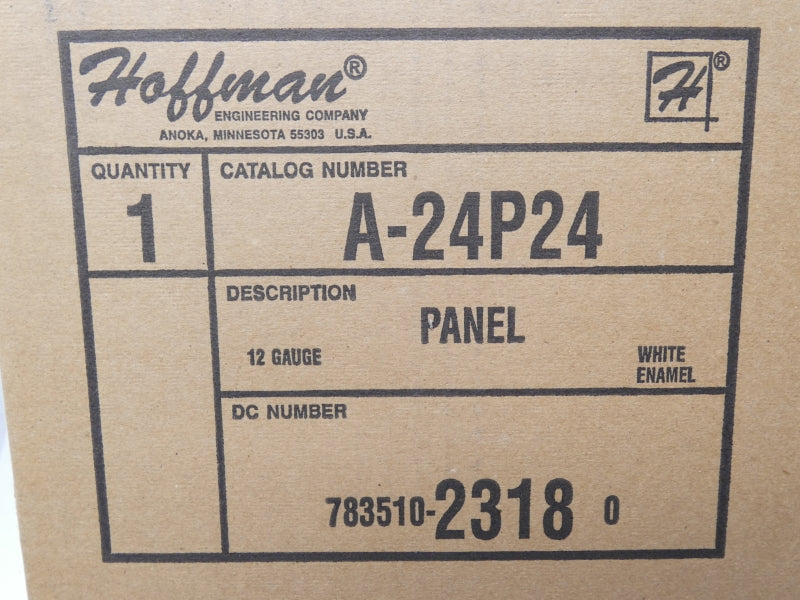 Hoffman®
ENGINEERING COMPANY
ANOKA, MINNESOTA 55303 U.S.A.
H®
QUANTITY
1
CATALOG NUMBER
A-24P24
DESCRIPTION
PANEL
12 GAUGE
WHITE
ENAMEL
DC NUMBER
783510-2318 0